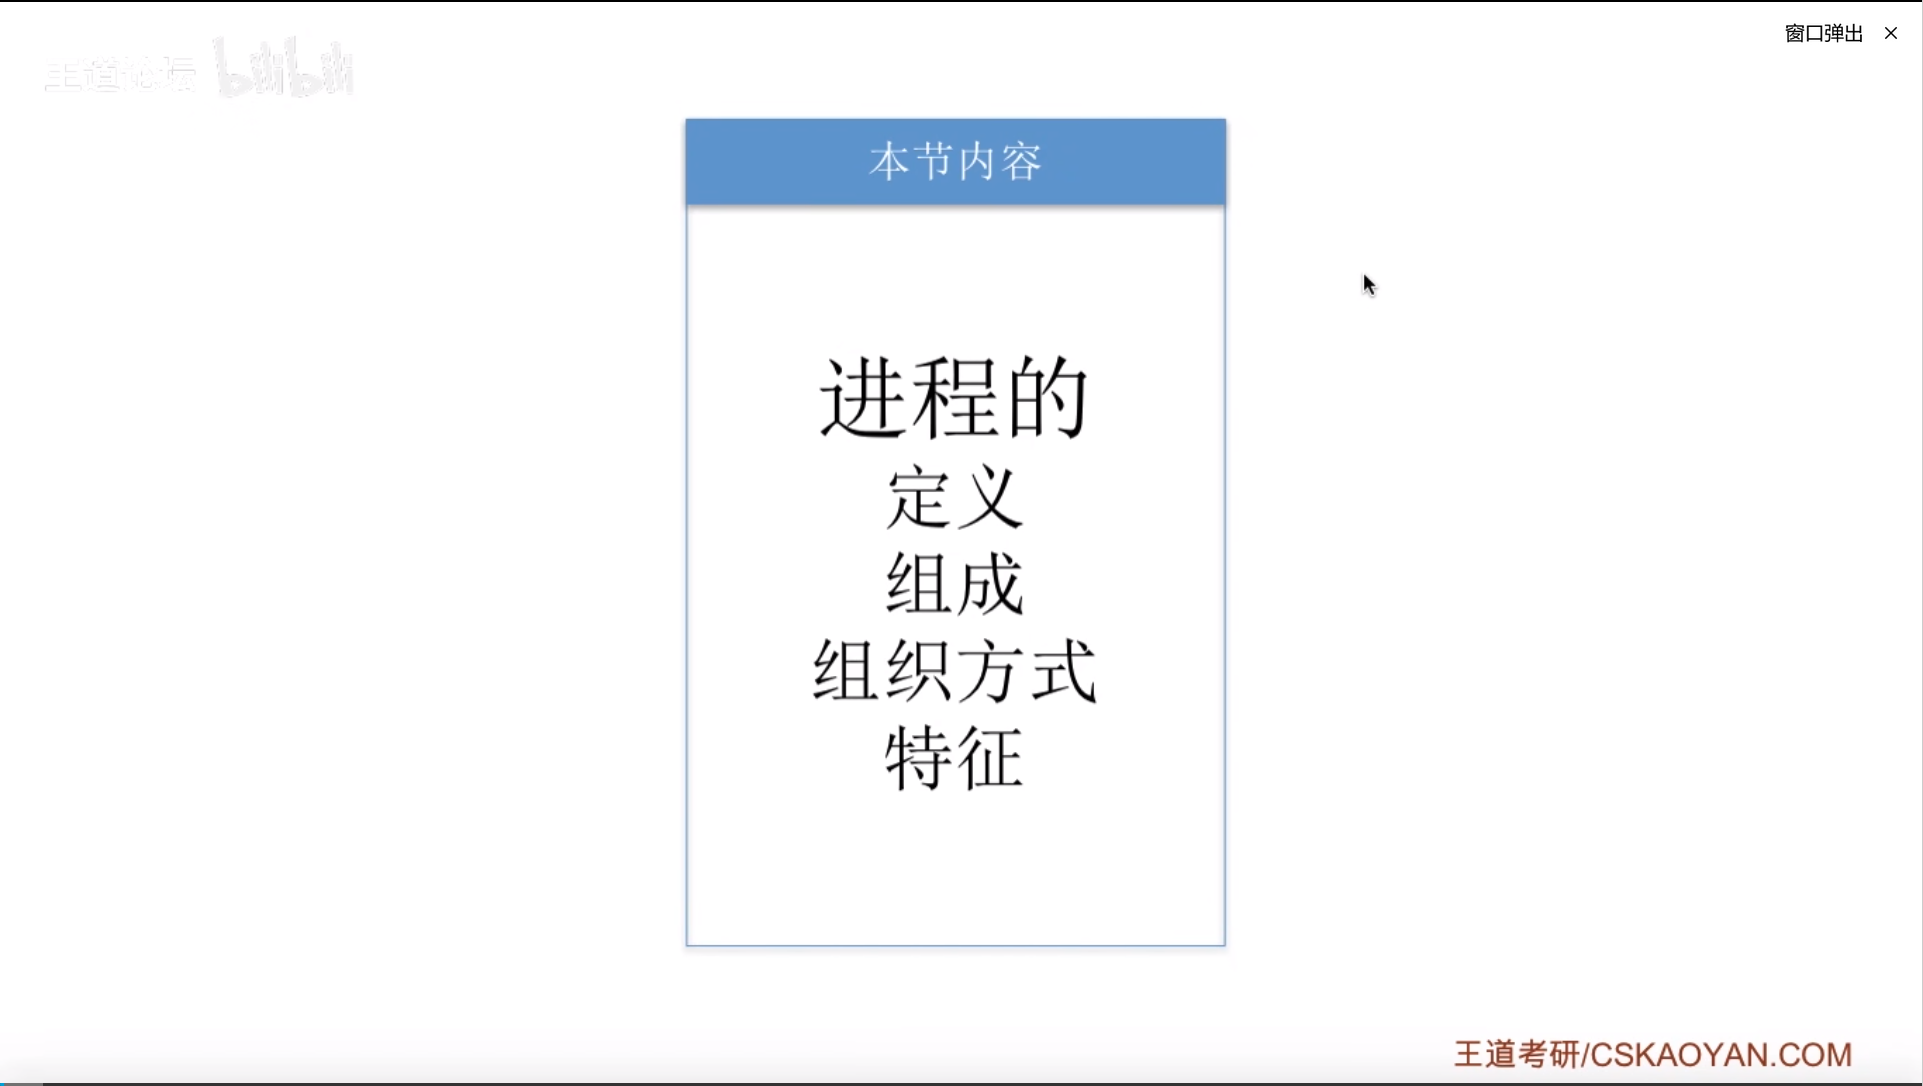 窗口弹出 ×
王道论坛 bilibili
本节内容
进程的
定义
组成
组织方式
特征
王道考研/CSKAOYAN.COM